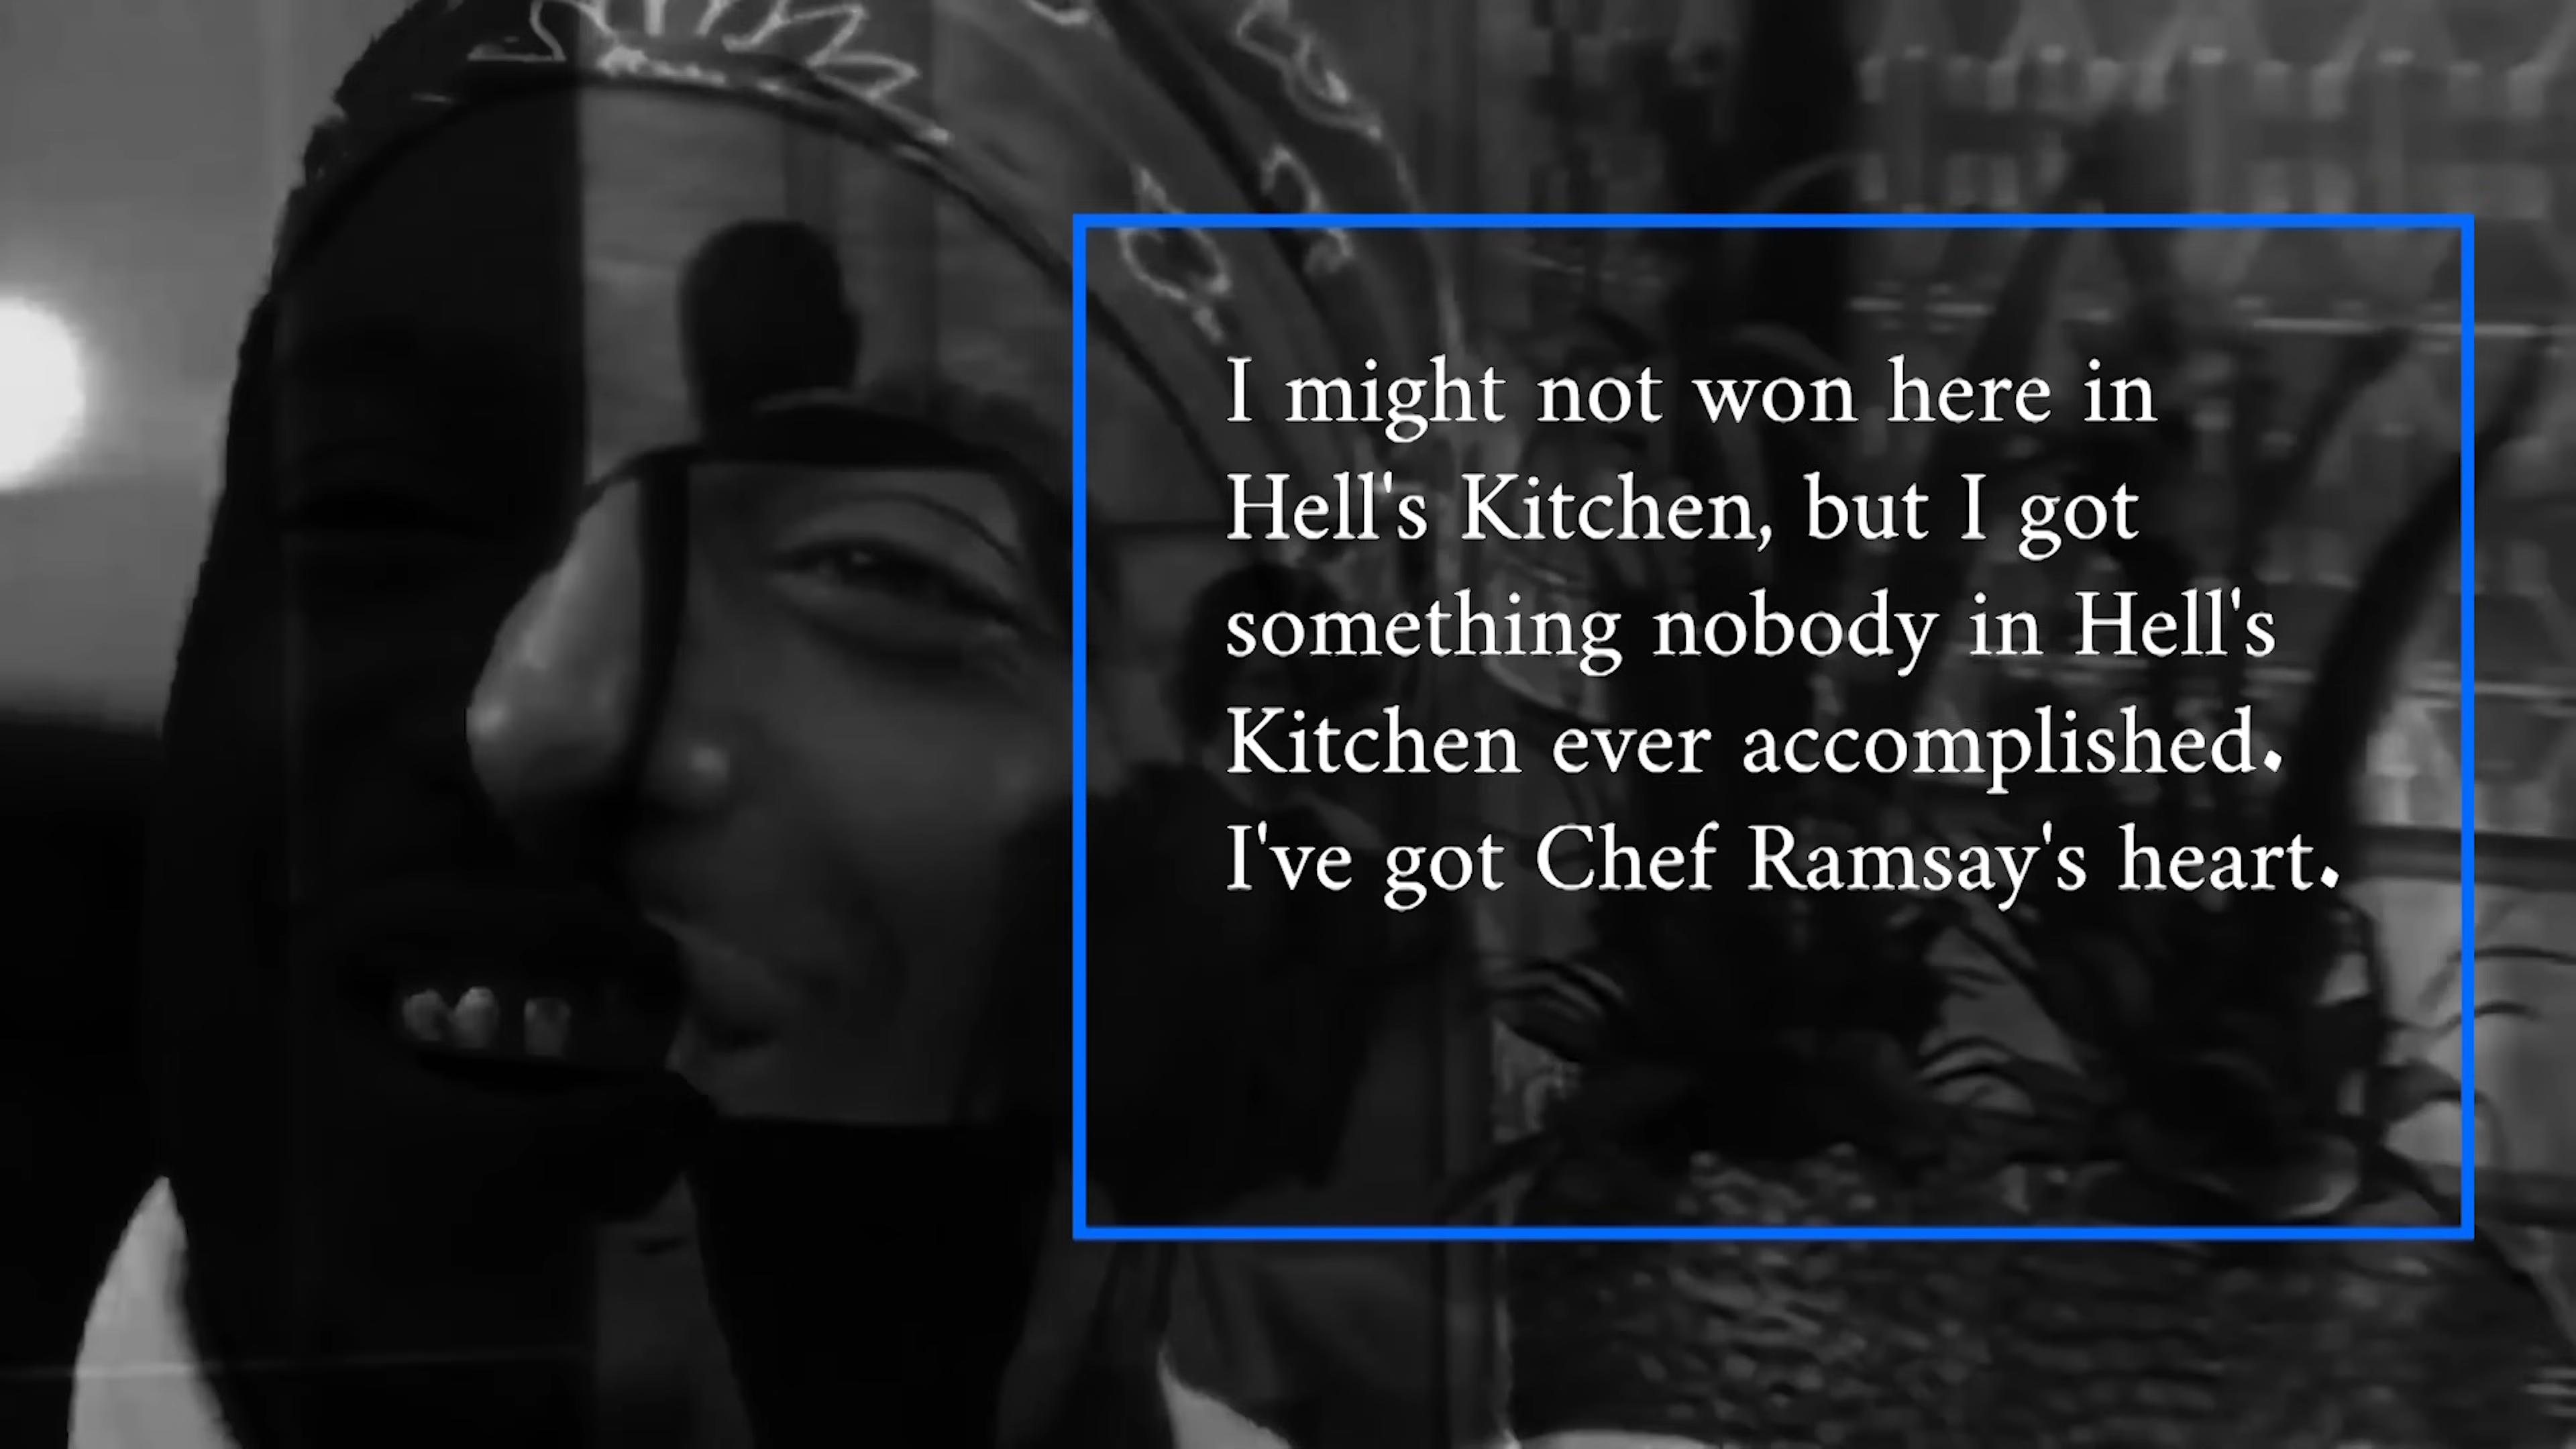 I might not won here in
Hell's Kitchen, but I got
something nobody in Hell's
Kitchen ever accomplished.
I've got Chef Ramsay's heart.